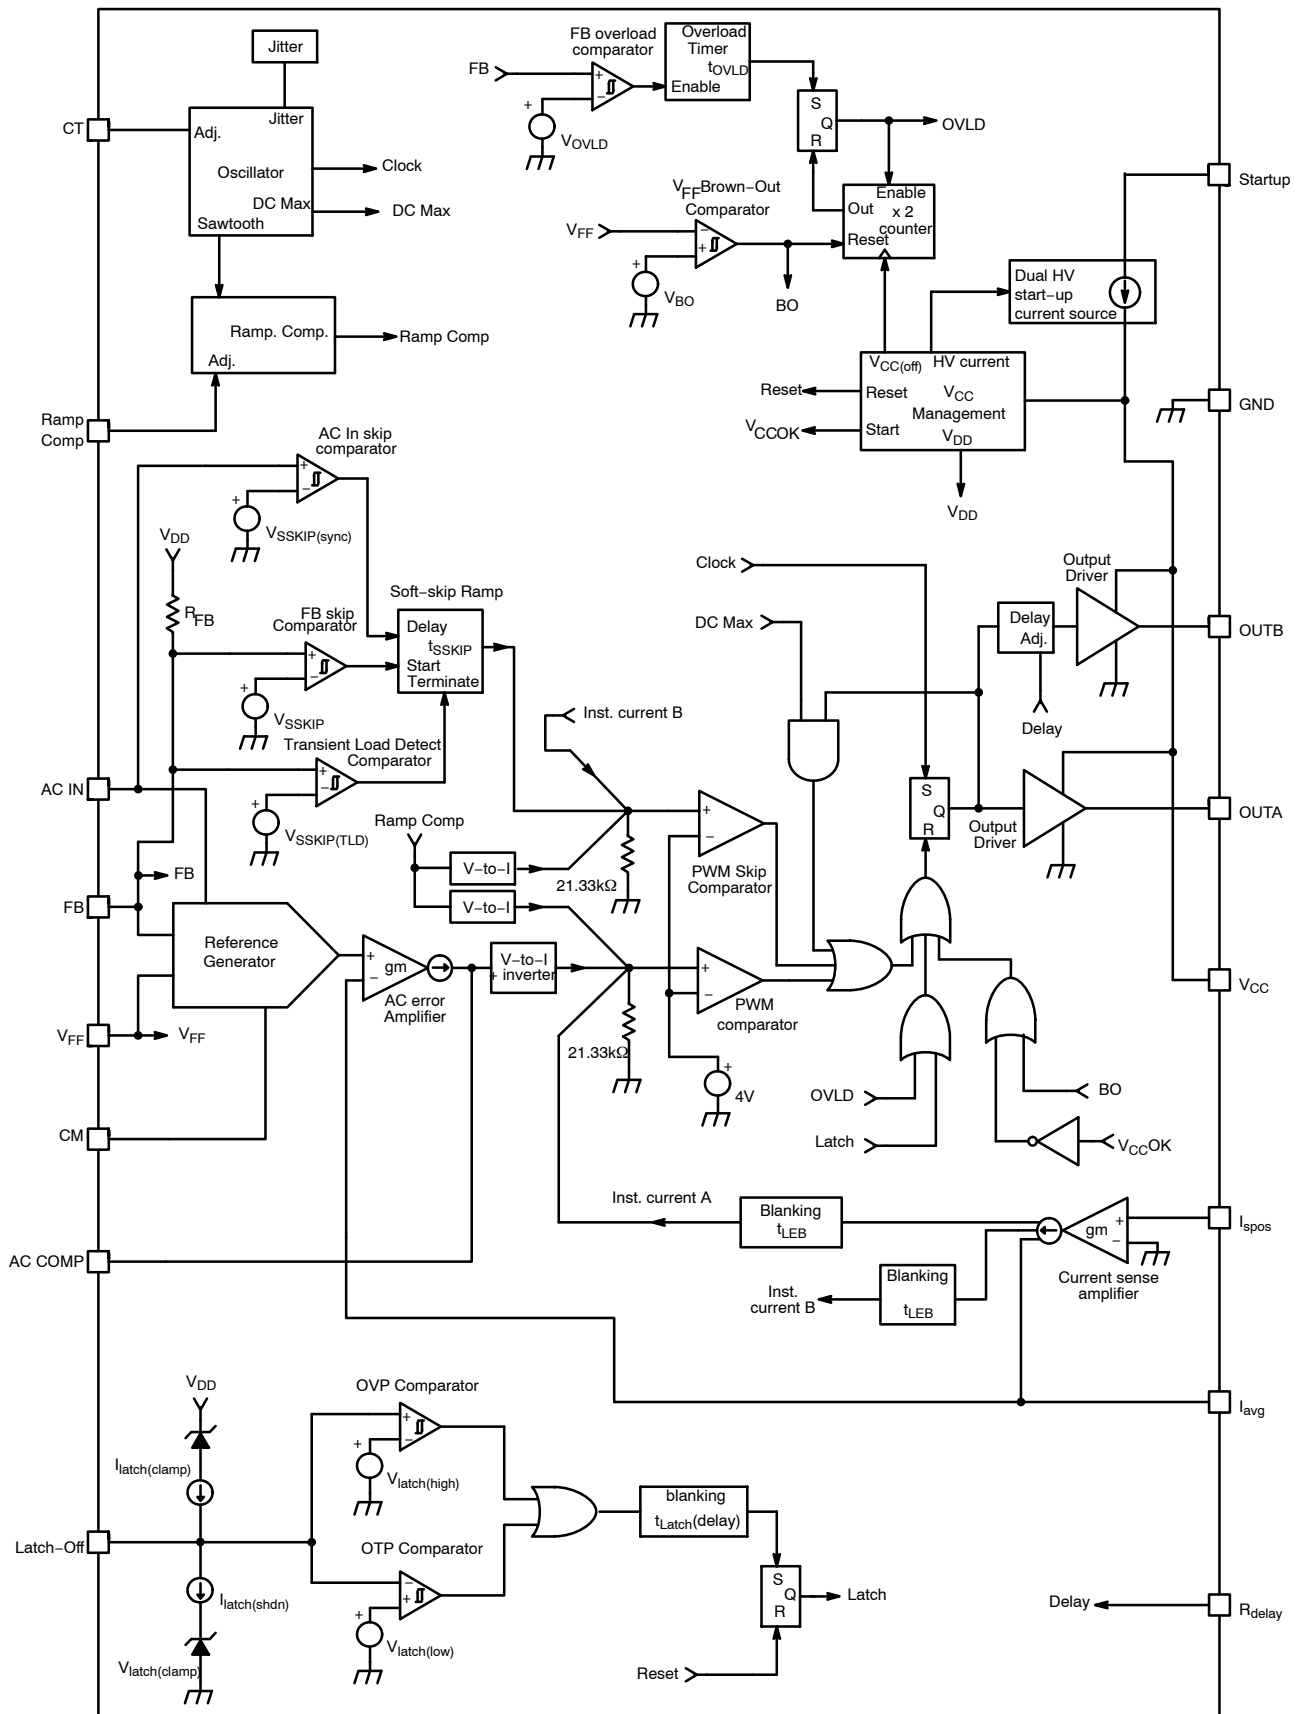 Jitter
CT
Adj.
Jitter
Oscillator
DC Max
Sawtooth
Clock
DC Max
Ramp. Comp.
Adj.
Ramp Comp
Ramp
Comp
FB overload
comparator
FB
+
−
+
VOVLD
Overload
Timer
tOVLD
Enable
S
Q
R
OVLD
VFF Brown−Out
Comparator
VFF
−
+
+
VBO
BO
Enable
x 2
counter
Out
Reset
Startup
Dual HV
start−up
current source
VCC(off)
HV current
Reset
VCC
Management
Start
VDD
Reset
VCCOK
VDD
GND
AC In skip
comparator
+
−
+
VSSKIP(sync)
VDD
RFB
FB skip
Comparator
+
−
+
VSSKIP
Soft−skip Ramp
Delay
tSSKIP
Start
Terminate
Transient Load Detect
Comparator
+
−
+
VSSKIP(TLD)
Clock
DC Max
Inst. current B
Output
Driver
Delay
Adj.
Delay
OUTB
AC IN
Ramp Comp
V−to−I
V−to−I
21.33kΩ
+
−
PWM Skip
Comparator
S
Q
R
Output
Driver
OUTA
FB
FB
Reference
Generator
+
−
gm
AC error
Amplifier
V−to−I
+ inverter
21.33kΩ
+
−
PWM
comparator
+
4V
VCC
VFF
VFF
CM
OVLD
Latch
BO
VCCOK
Inst. current A
Blanking
tLEB
gm
+
−
Ispos
Current sense
amplifier
Inst.
current B
Blanking
tLEB
AC COMP
Iavg
VDD
Ilatch(clamp)
Latch−Off
Ilatch(shdn)
Vlatch(clamp)
OVP Comparator
+
−
+
Vlatch(high)
OTP Comparator
−
+
+
Vlatch(low)
blanking
tLatch(delay)
S
Q
R
Latch
Reset
Delay
Rdelay